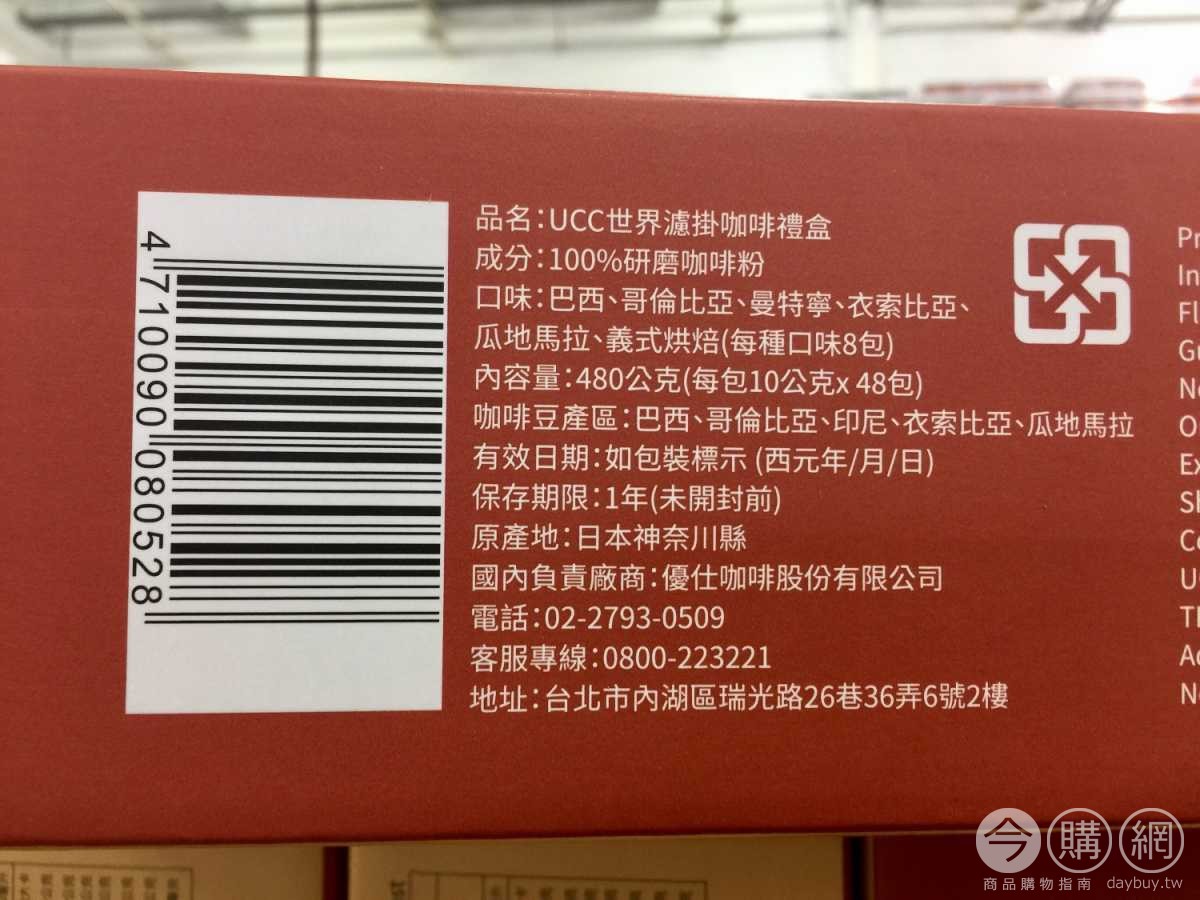 4710090080528
品名：UCC世界濾掛咖啡禮盒
成分：100%研磨咖啡粉
口味：巴西、哥倫比亞、曼特寧、衣索比亞、
瓜地馬拉、義式烘焙(每種口味8包)
內容量：480公克(每包10公克x 48包)
咖啡豆產區：巴西、哥倫比亞、印尼、衣索比亞、瓜地馬拉
有效日期：如包裝標示 (西元年/月/日)
保存期限：1年(未開封前)
原產地：日本神奈川縣
國內負責廠商：優仕咖啡股份有限公司
電話：02-2793-0509
客服專線：0800-223221
地址：台北市內湖區瑞光路26巷36弄6號2樓
今購網
商品購物指南 daybuy.tw